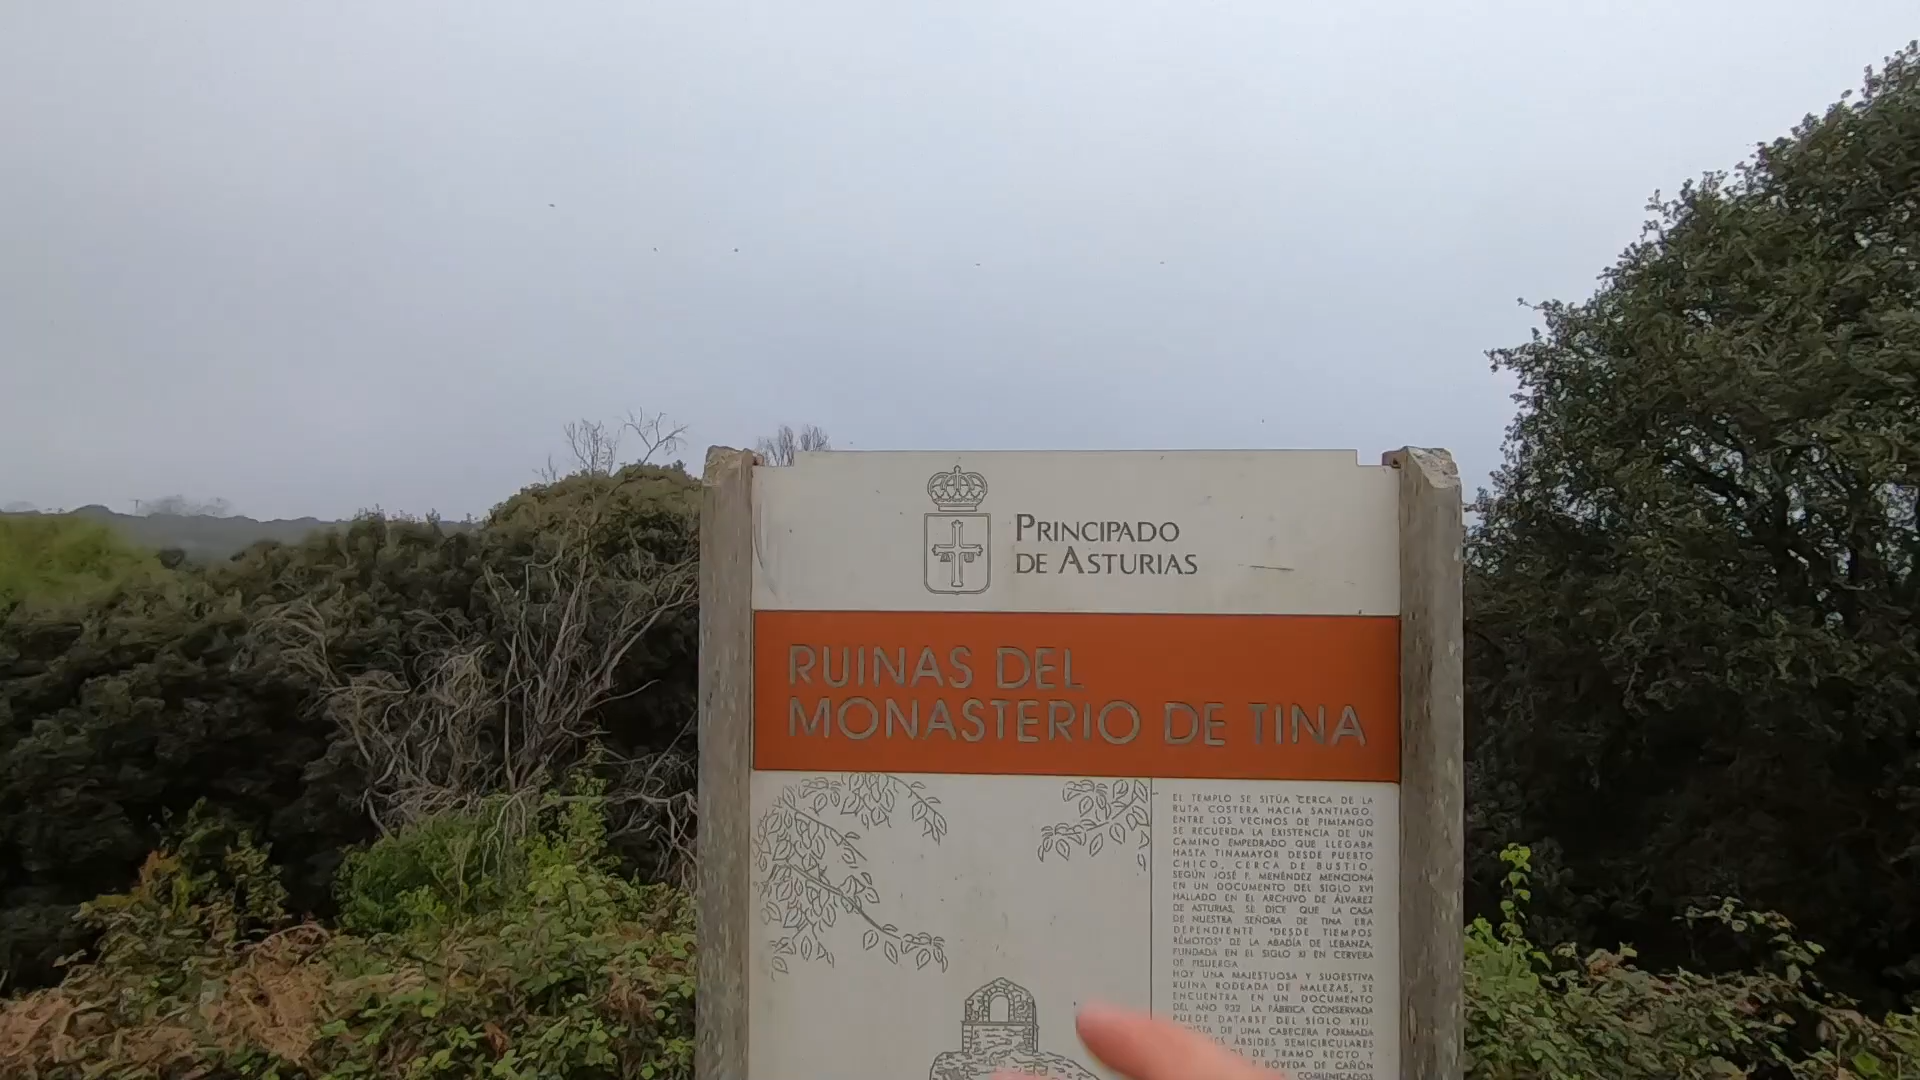 PRINCIPADO
DE ASTURIAS
RUINAS DEL
MONASTERIO DE TINA
EL TEMPLO SE SITÚA CERCA DE LA
RUTA COSTERA HACIA SANTIAGO.
ENTRE LOS VECINOS DE PIMIANGO
SE RECUERDA LA EXISTENCIA DE UN
CAMINO EMPEDRADO QUE LLEGABA
HASTA TINAMAYOR DESDE PUERTO
CHICO, CERCA DE BUSTIO.
SEGÚN JOSÉ F. MENÉNDEZ MENCIONA
EN UN DOCUMENTO DEL SIGLO XVI
HALLADO EN EL ARCHIVO DE ÁLVAREZ
DE ASTURIAS, SE DICE QUE LA CASA
DE NUESTRA SEÑORA DE TINA ERA
DEPENDIENTE "DESDE TIEMPOS
REMOTOS" DE LA ABADÍA DE LEBANZA,
FUNDADA EN EL SIGLO XI EN CERVERA
DE PISUERGA.
HOY UNA MAJESTUOSA Y SUGESTIVA
RUINA RODEADA DE MALEZAS, SE
ENCUENTRA EN UN DOCUMENTO
DEL AÑO 932. LA FÁBRICA CONSERVADA
PUEDE DATARSE DEL SIGLO XIII.
DE UNA CABECERA FORMADA
ÁBSIDES SEMICIRCULARES
DE TRAMO RECTO Y
BÓVEDA DE CAÑÓN
COMUNICADOS